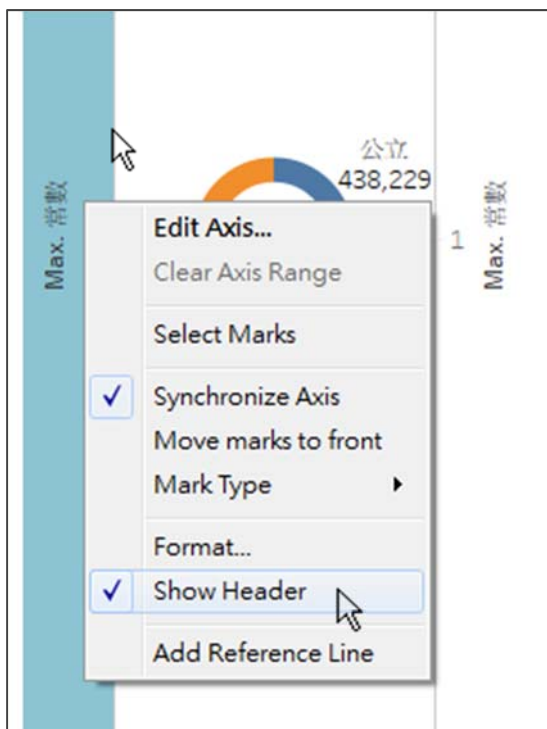 公立
438,229
Max. 常數
1
Max. 常數
Edit Axis...
Clear Axis Range
Select Marks
Synchronize Axis
Move marks to front
Mark Type
Format...
Show Header
Add Reference Line